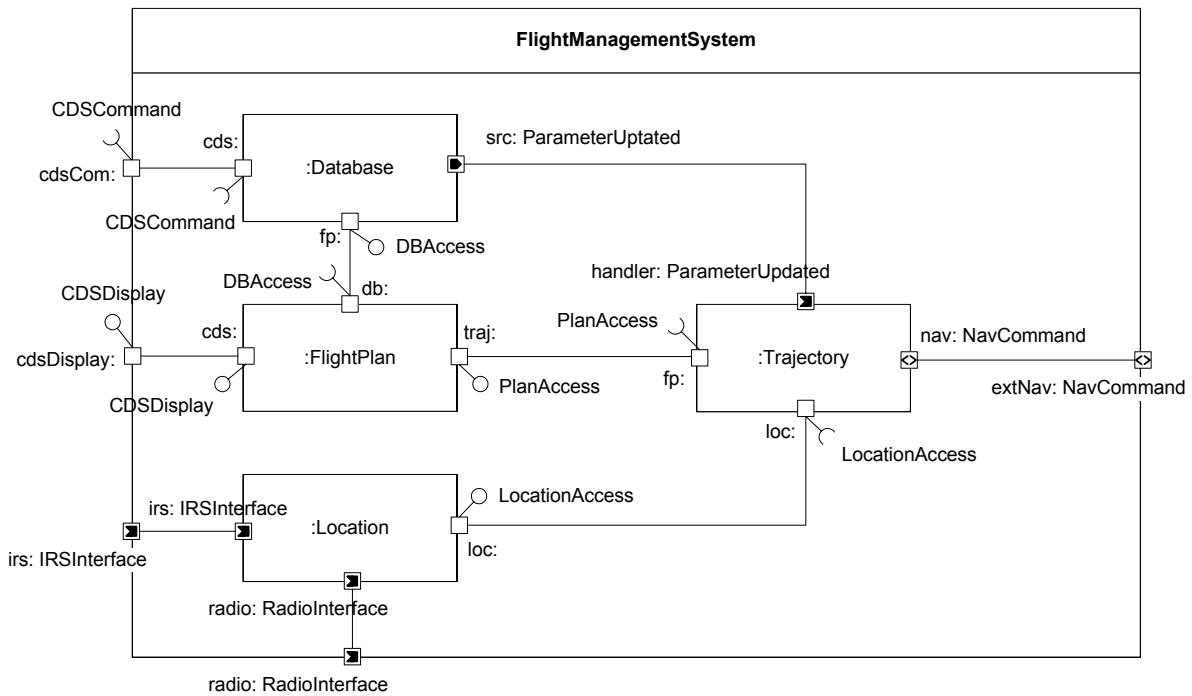 FlightManagementSystem
CDSCommand
cds:
src: ParameterUptated
:Database
cdsCom:
CDSCommand
fp:
DBAccess
handler: ParameterUpdated
DBAccess
db:
CDSDisplay
PlanAccess
cds:
traj:
nav: NavCommand
:FlightPlan
:Trajectory
cdsDisplay:
fp:
PlanAccess
extNav: NavCommand
CDSDisplay
loc:
LocationAccess
LocationAccess
irs: IRSInterface
:Location
loc:
irs: IRSInterface
radio: RadioInterface
radio: RadioInterface